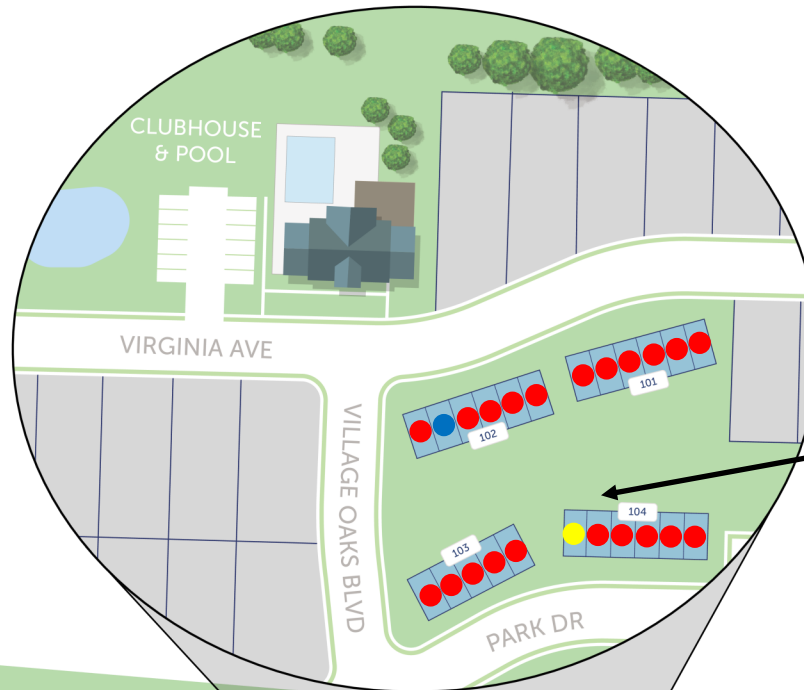 CLUBHOUSE
& POOL
VIRGINIA AVE
VILLAGE OAKS BLVD
101
102
103
104
PARK DR